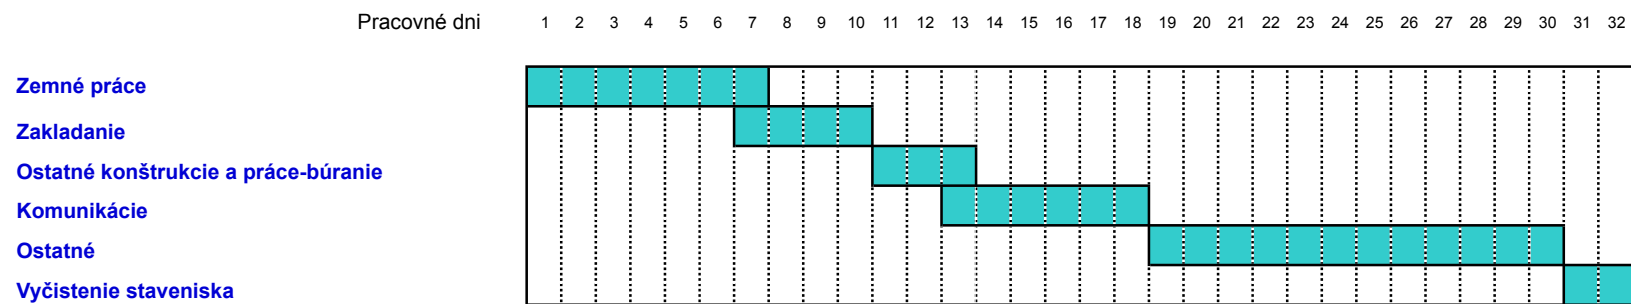 Pracovné dni 1 2 3 4 5 6 7 8 9 10 11 12 13 14 15 16 17 18 19 20 21 22 23 24 25 26 27 28 29 30 31 32
Zemné práce
Zakladanie
Ostatné konštrukcie a práce-búranie
Komunikácie
Ostatné
Vyčistenie staveniska